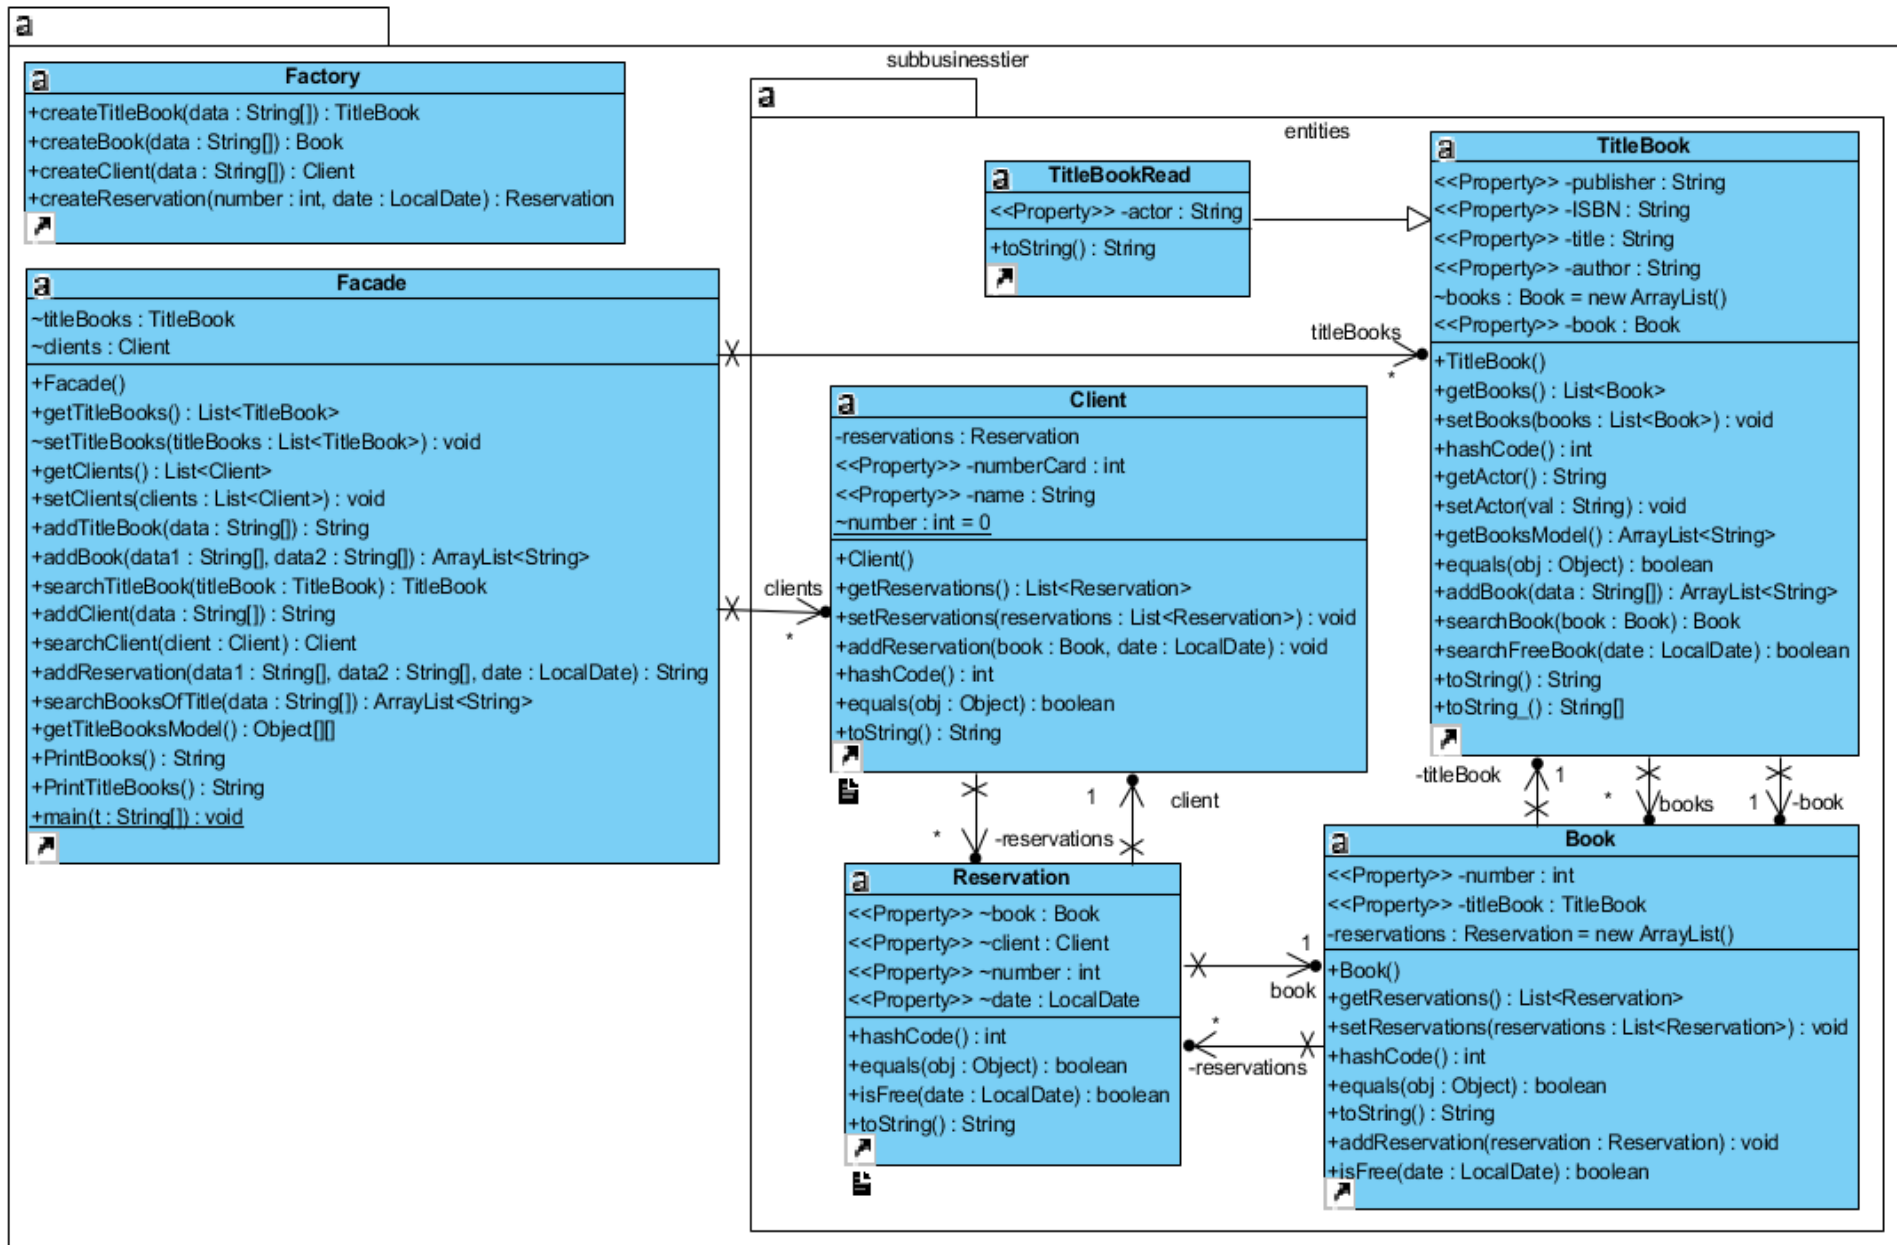 a
subbusinesstier
a
Factory
+createTitleBook(data : String[]) : TitleBook
+createBook(data : String[]) : Book
+createClient(data : String[]) : Client
+createReservation(number : int, date : LocalDate) : Reservation
a
Facade
~titleBooks : TitleBook
~clients : Client
+Facade()
+getTitleBooks() : List<TitleBook>
~setTitleBooks(titleBooks : List<TitleBook>) : void
+getClients() : List<Client>
+setClients(clients : List<Client>) : void
+addTitleBook(data : String[]) : String
+addBook(data1 : String[], data2 : String[]) : ArrayList<String>
+searchTitleBook(titleBook : TitleBook) : TitleBook
+addClient(data : String[]) : String
+searchClient(client : Client) : Client
+addReservation(data1 : String[], data2 : String[], date : LocalDate) : String
+searchBooksOfTitle(data : String[]) : ArrayList<String>
+getTitleBooksModel() : Object[][]
+PrintBooks() : String
+PrintTitleBooks() : String
+main(t : String[]) : void
a
entities
a
TitleBookRead
<<Property>> -actor : String
+toString() : String
a
TitleBook
<<Property>> -publisher : String
<<Property>> -ISBN : String
<<Property>> -title : String
<<Property>> -author : String
~books : Book = new ArrayList()
<<Property>> -book : Book
+TitleBook()
+getBooks() : List<Book>
+setBooks(books : List<Book>) : void
+hashCode() : int
+getActor() : String
+setActor(val : String) : void
+getBooksModel() : ArrayList<String>
+equals(obj : Object) : boolean
+addBook(data : String[]) : ArrayList<String>
+searchBook(book : Book) : Book
+searchFreeBook(date : LocalDate) : boolean
+toString() : String
+toString_() : String[]
titleBooks
*
clients
*
a
Client
-reservations : Reservation
<<Property>> -numberCard : int
<<Property>> -name : String
~number : int = 0
+Client()
+getReservations() : List<Reservation>
+setReservations(reservations : List<Reservation>) : void
+addReservation(book : Book, date : LocalDate) : void
+hashCode() : int
+equals(obj : Object) : boolean
+toString() : String
-titleBook
1
*
books
1
-book
1
client
*
-reservations
a
Reservation
<<Property>> ~book : Book
<<Property>> ~client : Client
<<Property>> ~number : int
<<Property>> ~date : LocalDate
+hashCode() : int
+equals(obj : Object) : boolean
+isFree(date : LocalDate) : boolean
+toString() : String
1
book
*
-reservations
a
Book
<<Property>> -number : int
<<Property>> -titleBook : TitleBook
-reservations : Reservation = new ArrayList()
+Book()
+getReservations() : List<Reservation>
+setReservations(reservations : List<Reservation>) : void
+hashCode() : int
+equals(obj : Object) : boolean
+toString() : String
+addReservation(reservation : Reservation) : void
+isFree(date : LocalDate) : boolean